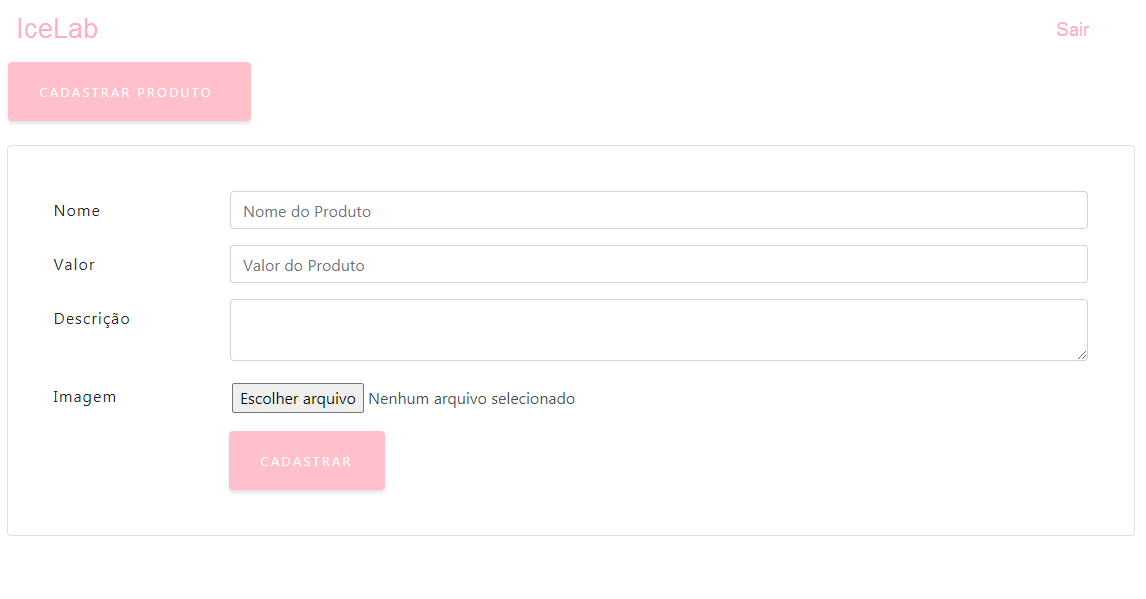 IceLab Sair
CADASTRAR PRODUTO
Nome Nome do Produto
Valor Valor do Produto
Descrição
Imagem Escolher arquivo Nenhum arquivo selecionado
CADASTRAR